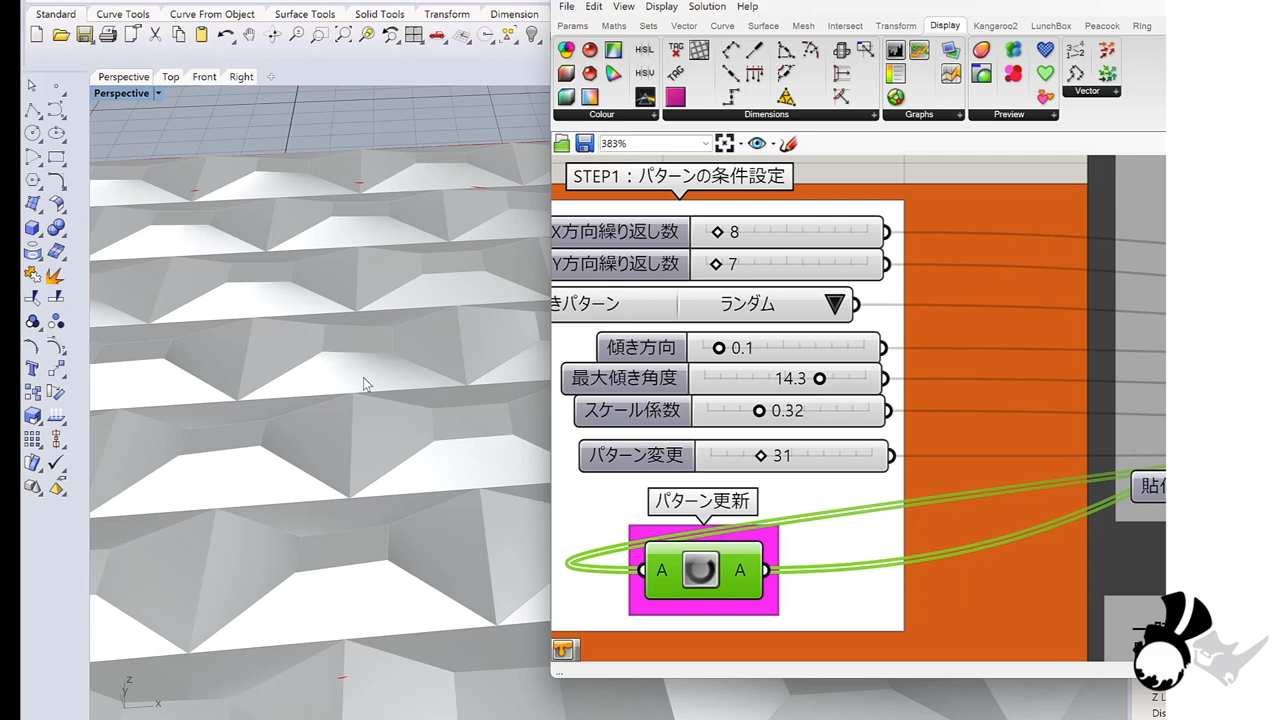 Standard Curve Tools Curve From Object Surface Tools Solid Tools Transform Dimension
Perspective Top Front Right
Perspective
z
y
x
File Edit View Display Solution Help
Params Maths Sets Vector Curve Surface Mesh Intersect Transform Display Kangaroo2 LunchBox Peacock RIng
HSL
HSV
TAG
TAG
Colour Dimensions Graphs Preview Vector
383%
STEP1：パターンの条件設定
X方向繰り返し数 8
Y方向繰り返し数 7
きパターン ランダム
傾き方向 0.1
最大傾き角度 14.3
スケール係数 0.32
パターン変更 31
パターン更新
A A
貼付
...
Z L
Dis